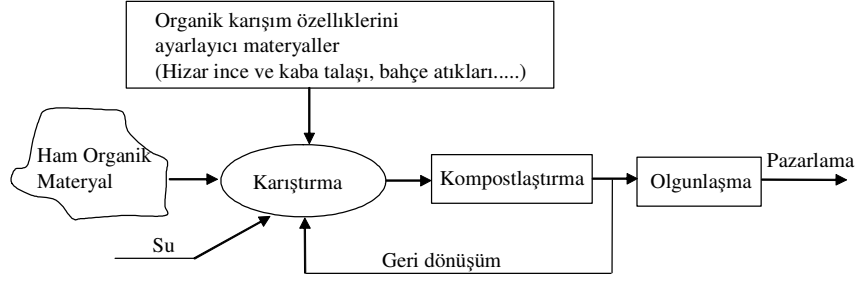 Organik karışım özelliklerini
ayarlayıcı materyaller
(Hizar ince ve kaba talaşı, bahçe atıkları.....)
Ham Organik
Materyal
Karıştırma
Kompostlaştırma
Olgunlaşma
Pazarlama
Su
Geri dönüşüm